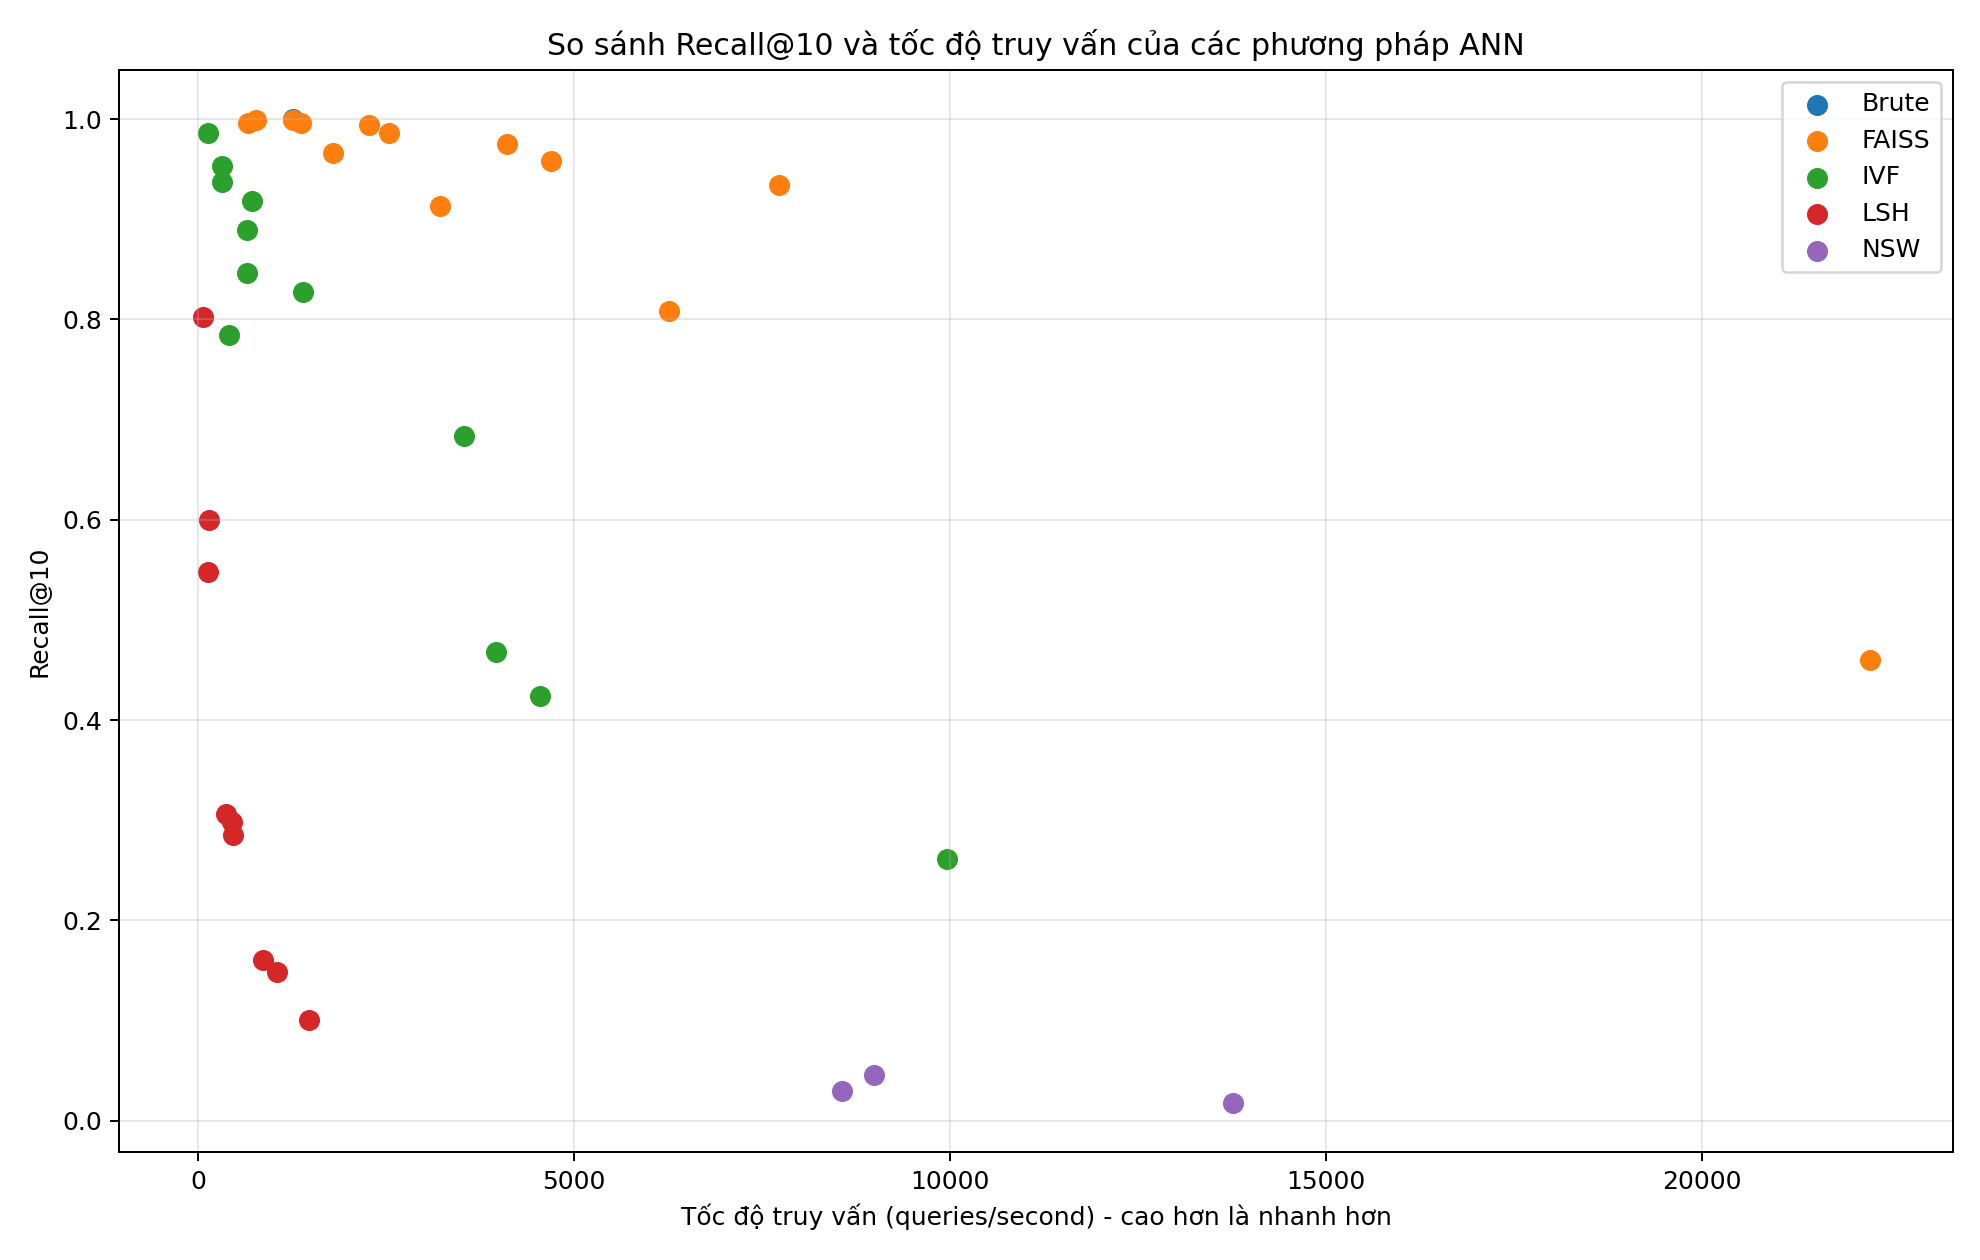 So sánh Recall@10 và tốc độ truy vấn của các phương pháp ANN
Brute
FAISS
IVF
LSH
NSW
1.0
0.8
0.6
0.4
0.2
0.0
Recall@10
0 5000 10000 15000 20000
Tốc độ truy vấn (queries/second) - cao hơn là nhanh hơn